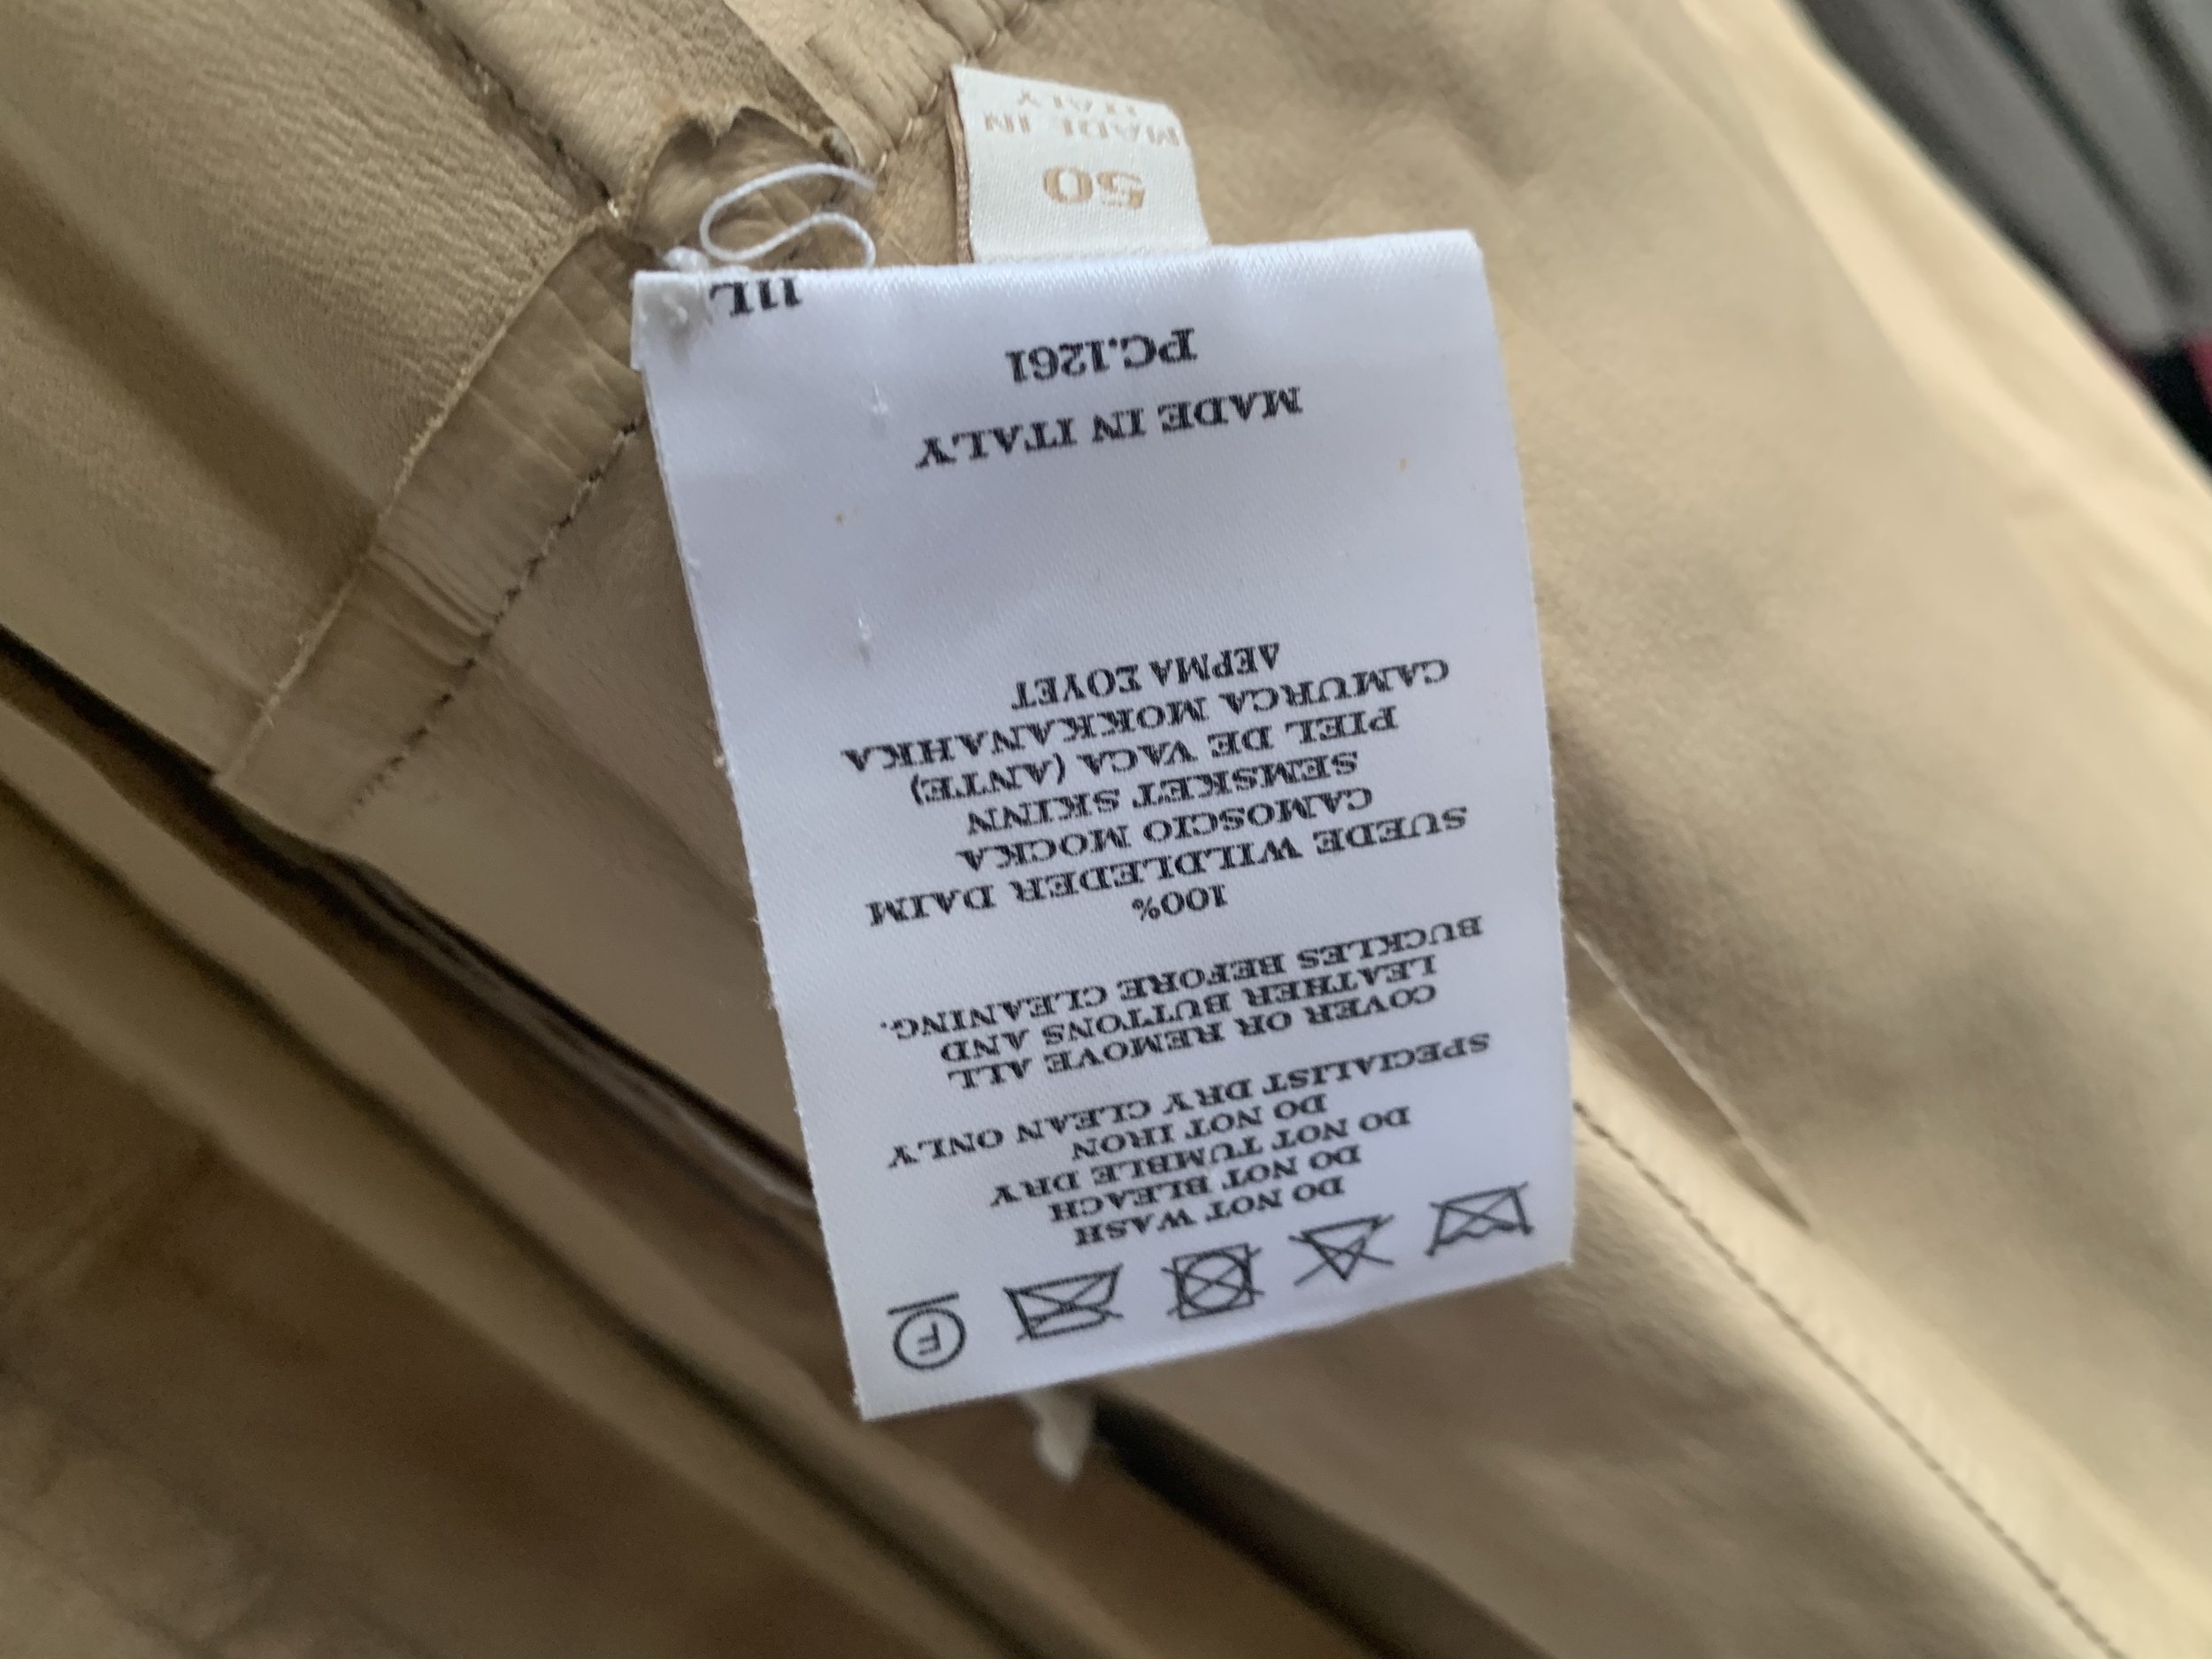 F
DO NOT WASH
DO NOT BLEACH
DO NOT TUMBLE DRY
DO NOT IRON
SPECIALIST DRY CLEAN ONLY
COVER OR REMOVE ALL
LEATHER BUTTONS AND
BUCKLES BEFORE CLEANING.
100%
SUEDE WILDLEDER DAIM
CAMOSCIO MOCKA
SEMSKET SKINN
PIEL DE VACA (ANTE)
CAMURCA MOKKANAHKA
ΔΕΡΜΑ ΣΟΥΕΤ
MADE IN ITALY
PC.1261
50
MADE IN
ITALY